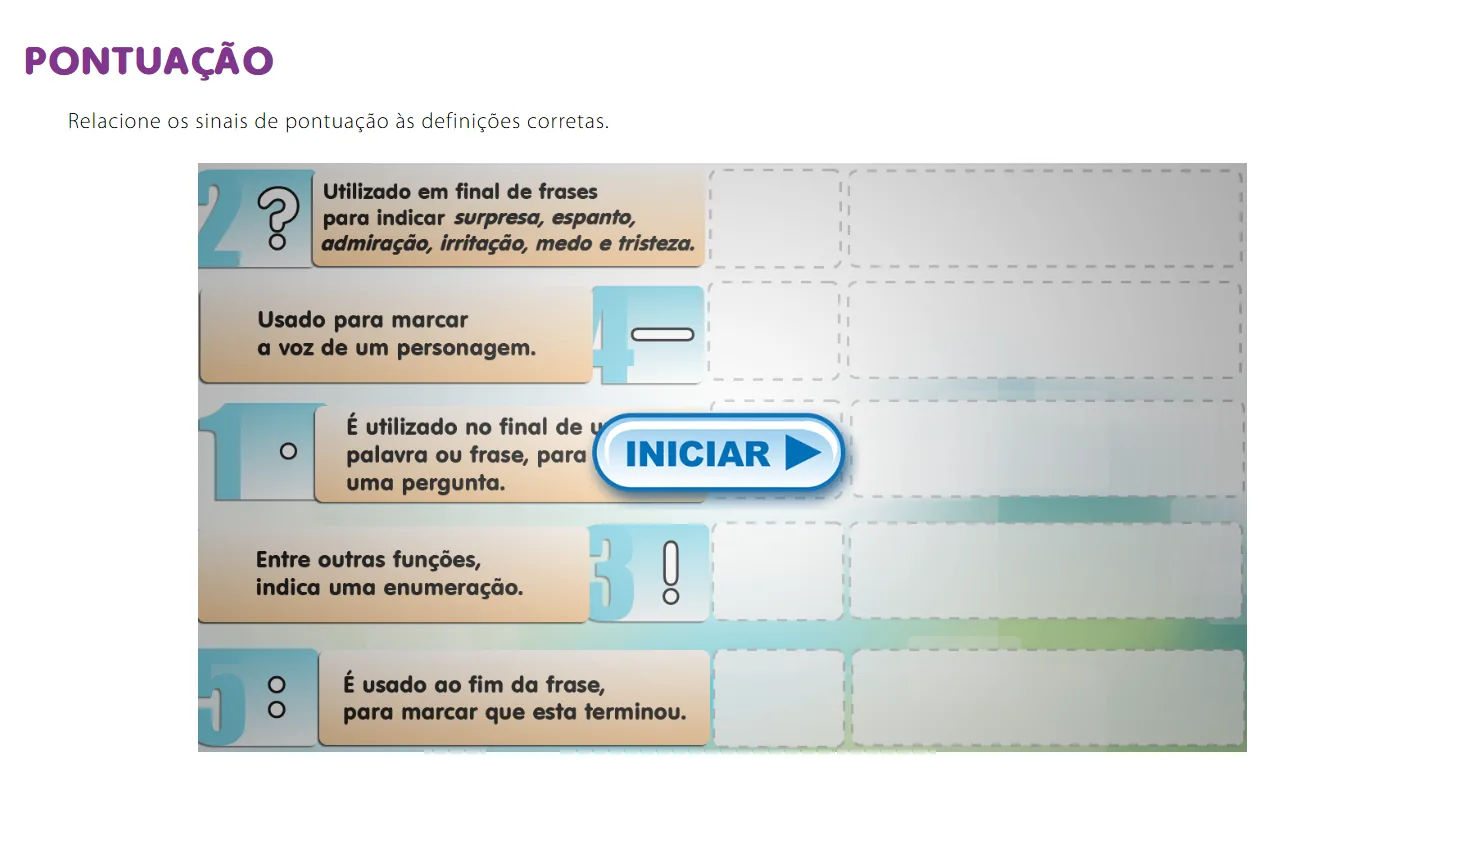 PONTUAÇÃO
Relacione os sinais de pontuação às definições corretas.
2 ? Utilizado em final de frases
para indicar surpresa, espanto,
admiração, irritação, medo e tristeza.
Usado para marcar
a voz de um personagem.
4 —
1 . É utilizado no final de
palavra ou frase, para
uma pergunta.
INICIAR
Entre outras funções,
indica uma enumeração.
3 !
5 : É usado ao fim da frase,
para marcar que esta terminou.